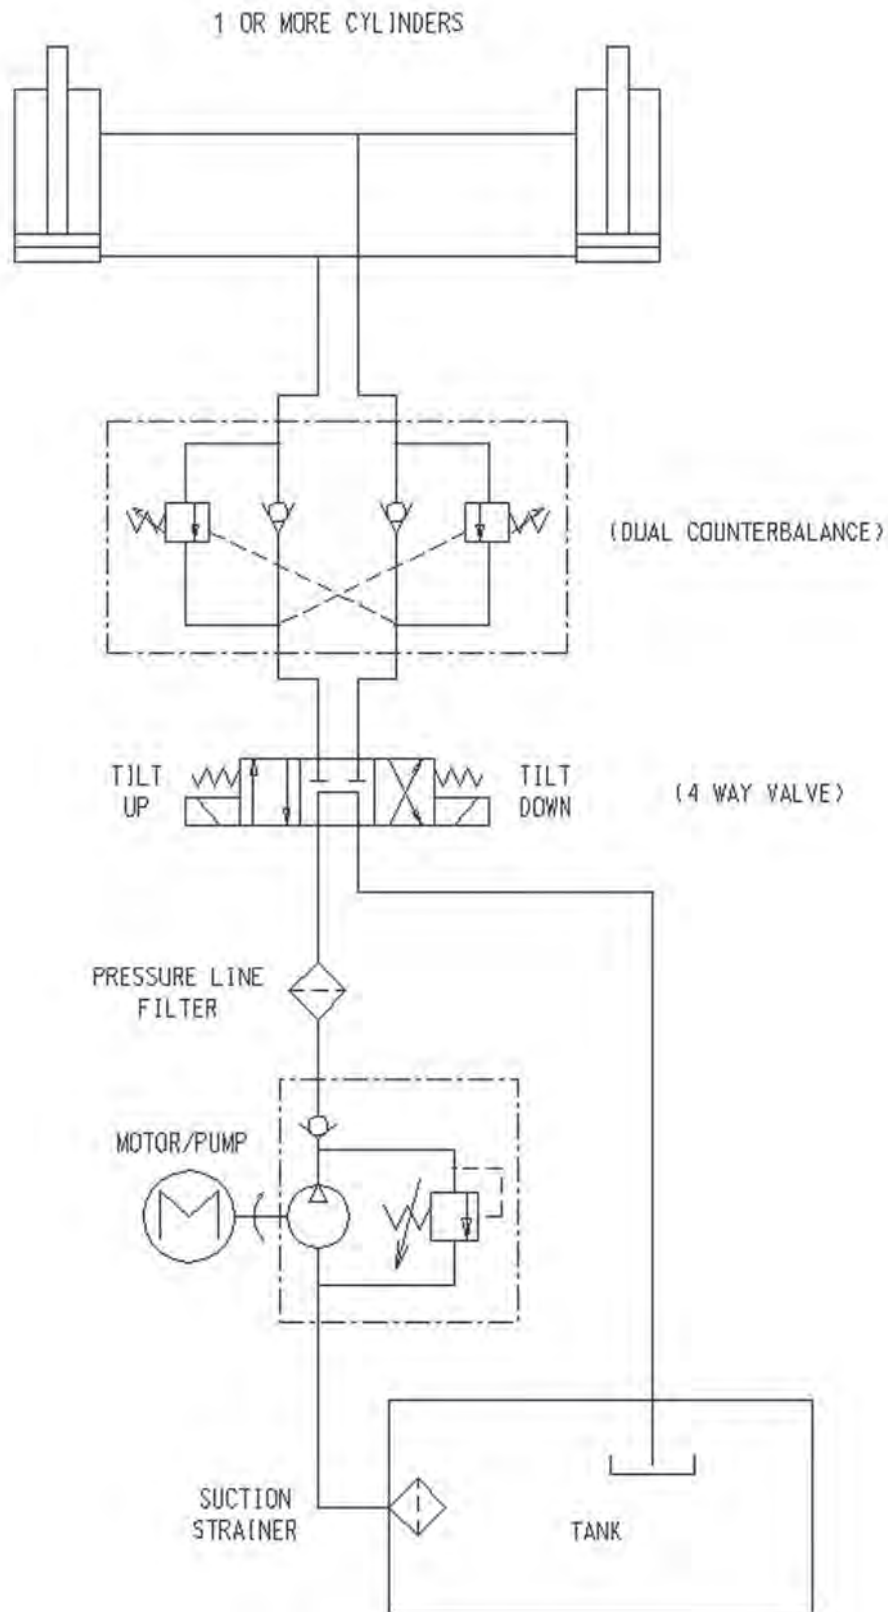 1 OR MORE CYLINDERS
(DUAL COUNTERBALANCE)
TILT
UP
TILT
DOWN
(4 WAY VALVE)
PRESSURE LINE
FILTER
MOTOR/PUMP
SUCTION
STRAINER
TANK